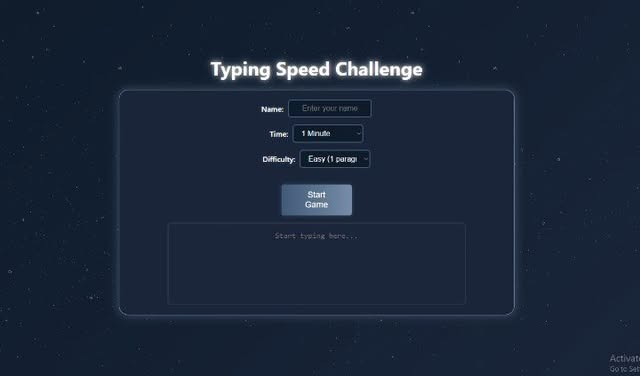 Typing Speed Challenge
Name: Enter your name
Time: 1 Minute
Difficulty: Easy (1 paragr
Start
Game
Start typing here...
Activate
Go to Set